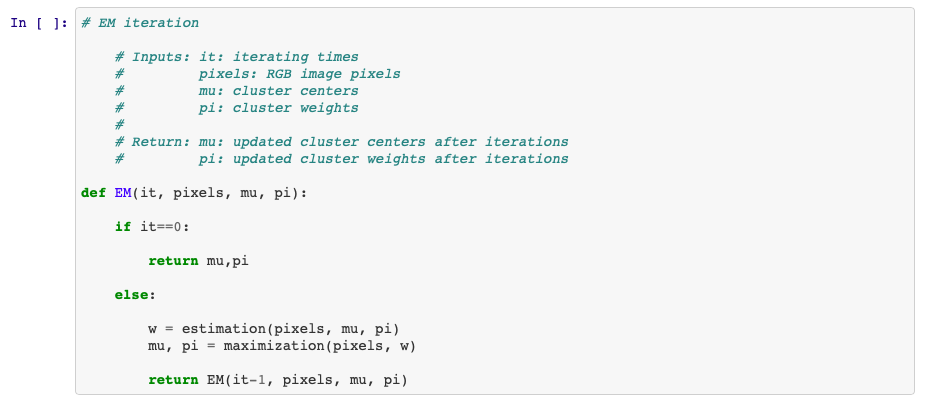 In [ ]: # EM iteration
# Inputs: it: iterating times
# pixels: RGB image pixels
# mu: cluster centers
# pi: cluster weights
#
# Return: mu: updated cluster centers after iterations
# pi: updated cluster weights after iterations
def EM(it, pixels, mu, pi):
if it==0:
return mu,pi
else:
w = estimation(pixels, mu, pi)
mu, pi = maximization(pixels, w)
return EM(it-1, pixels, mu, pi)